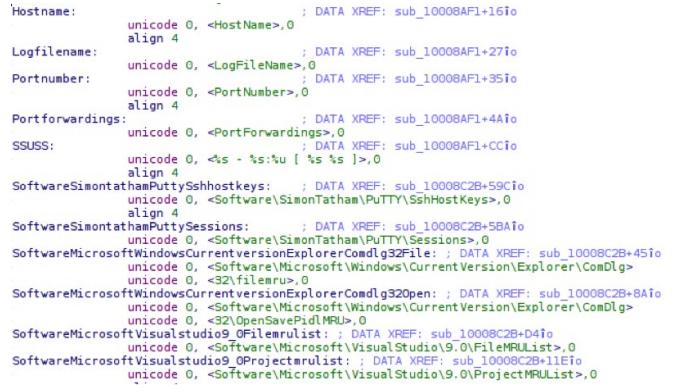 Hostname: ; DATA XREF: sub_10008AF1+16↑o
unicode 0, <HostName>,0
align 4
Logfilename: ; DATA XREF: sub_10008AF1+27↑o
unicode 0, <LogFileName>,0
Portnumber: ; DATA XREF: sub_10008AF1+35↑o
unicode 0, <PortNumber>,0
align 4
Portforwardings: ; DATA XREF: sub_10008AF1+4A↑o
unicode 0, <PortForwardings>,0
SSUSS: ; DATA XREF: sub_10008AF1+CC↑o
unicode 0, <%s - %s:%u [ %s %s ]>,0
align 4
SoftwareSimontathamPuttySshhostkeys: ; DATA XREF: sub_10008C2B+59C↑o
unicode 0, <Software\SimonTatham\PuTTY\SshHostKeys>,0
align 4
SoftwareSimontathamPuttySessions: ; DATA XREF: sub_10008C2B+5BA↑o
unicode 0, <Software\SimonTatham\PuTTY\Sessions>,0
SoftwareMicrosoftWindowsCurrentversionExplorerComdlg32File: ; DATA XREF: sub_10008C2B+45↑o
unicode 0, <Software\Microsoft\Windows\CurrentVersion\Explorer\ComDlg>
<32\filemru>,0
SoftwareMicrosoftWindowsCurrentversionExplorerComdlg32Open: ; DATA XREF: sub_10008C2B+8A↑o
unicode 0, <Software\Microsoft\Windows\CurrentVersion\Explorer\ComDlg>
<32\OpenSavePidlMRU>,0
SoftwareMicrosoftVisualstudio9_0Filemrulist: ; DATA XREF: sub_10008C2B+D4↑o
unicode 0, <Software\Microsoft\VisualStudio\9.0\FileMRUList>,0
SoftwareMicrosoftVisualstudio9_0Projectmrulist: ; DATA XREF: sub_10008C2B+11E↑o
unicode 0, <Software\Microsoft\VisualStudio\9.0\ProjectMRUList>,0